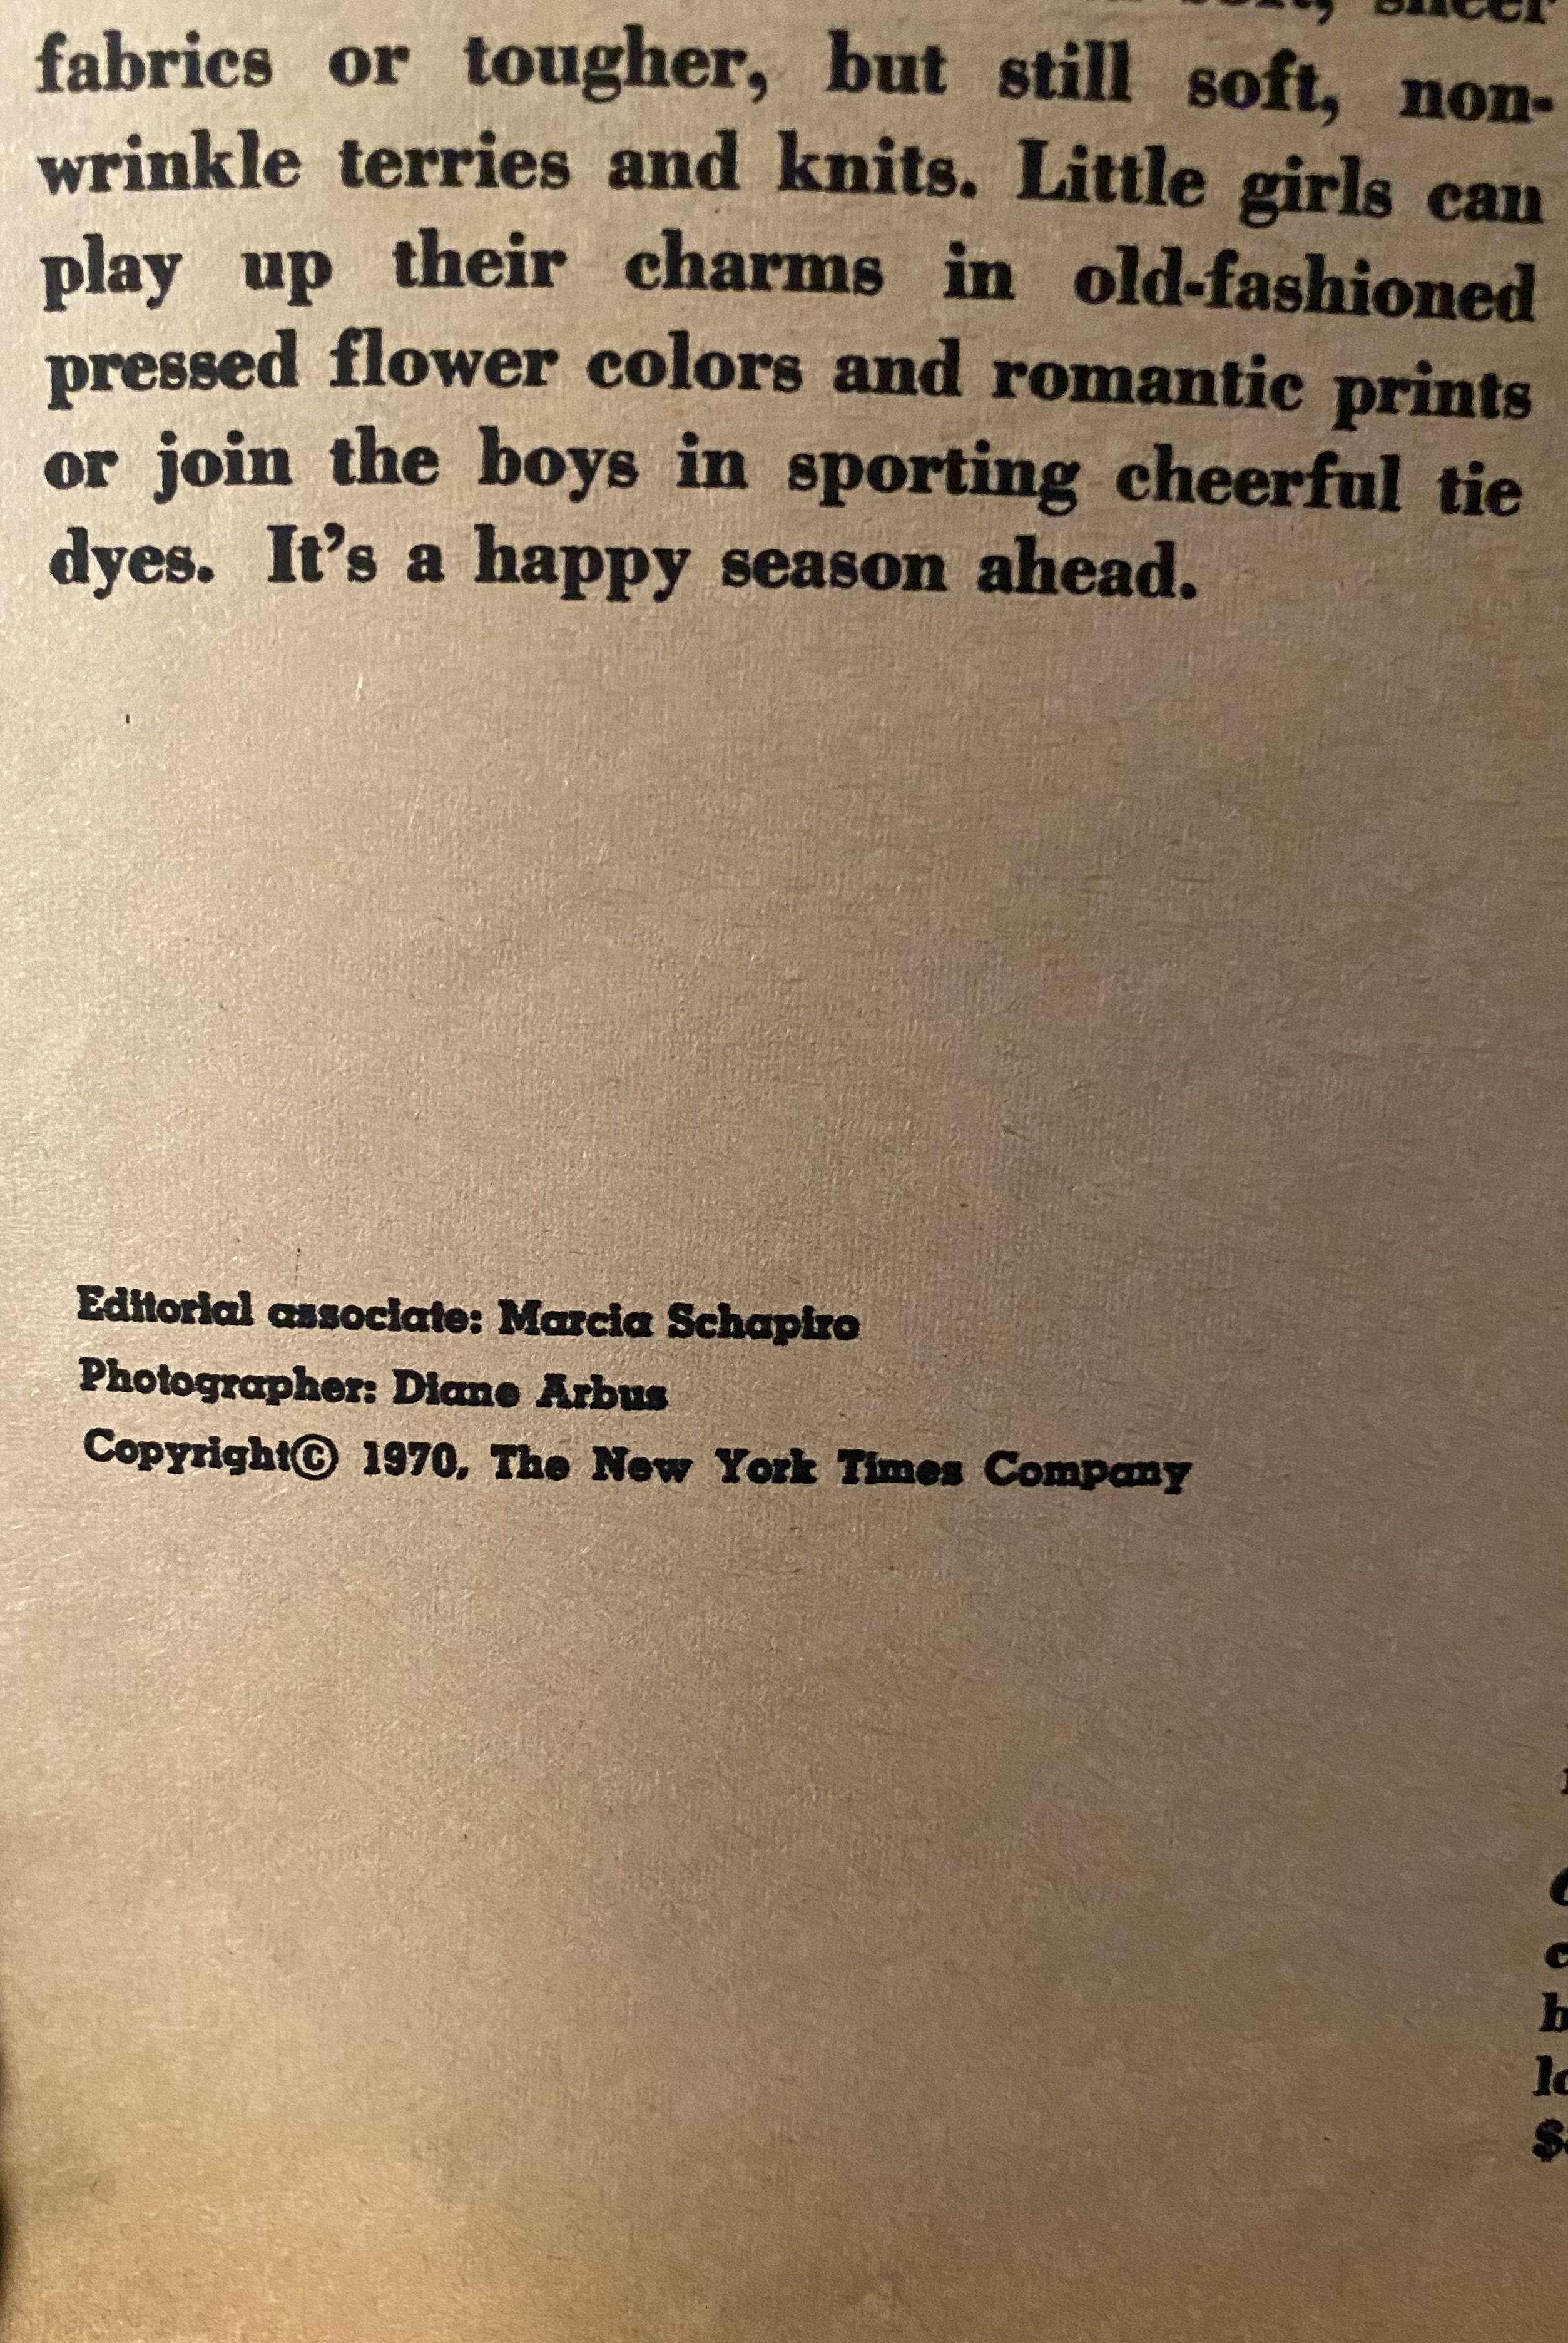 soft, sheer
fabrics or tougher, but still soft, non-
wrinkle terries and knits. Little girls can
play up their charms in old-fashioned
pressed flower colors and romantic prints
or join the boys in sporting cheerful tie
dyes. It's a happy season ahead.
Editorial associate: Marcia Schapiro
Photographer: Diane Arbus
Copyright© 1970, The New York Times Company